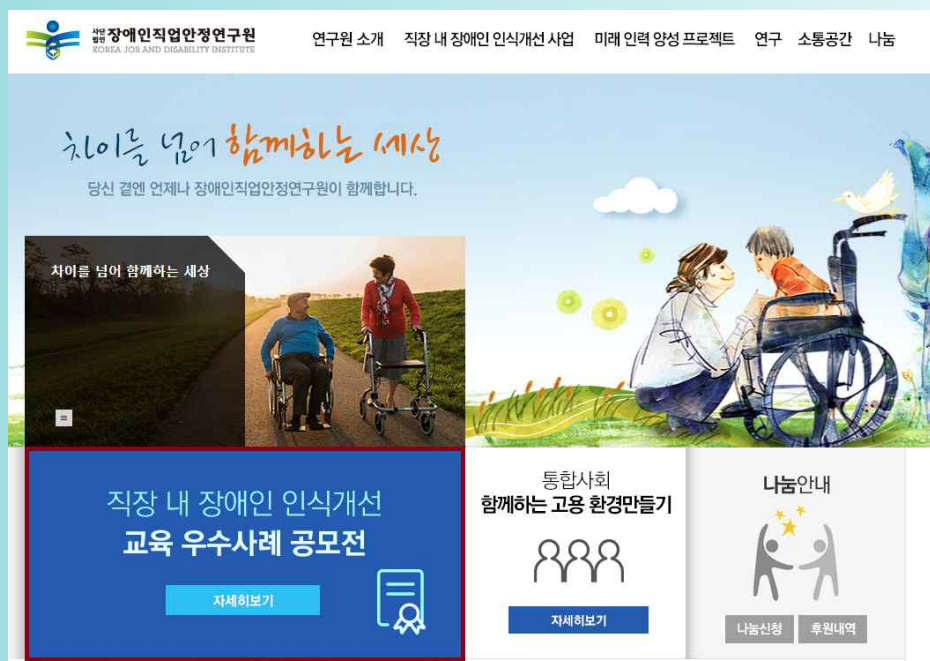 사단
법인 장애인직업안정연구원
KOREA JOB AND DISABILITY INSTITUTE
연구원 소개 직장 내 장애인 인식개선 사업 미래 인력 양성 프로젝트 연구 소통공간 나눔
차이를 넘어 함께하는 세상
당신 곁엔 언제나 장애인직업안정연구원이 함께합니다.
차이를 넘어 함께하는 세상
직장 내 장애인 인식개선
교육 우수사례 공모전
자세히보기
통합사회
함께하는 고용 환경만들기
자세히보기
나눔안내
나눔신청 후원내역